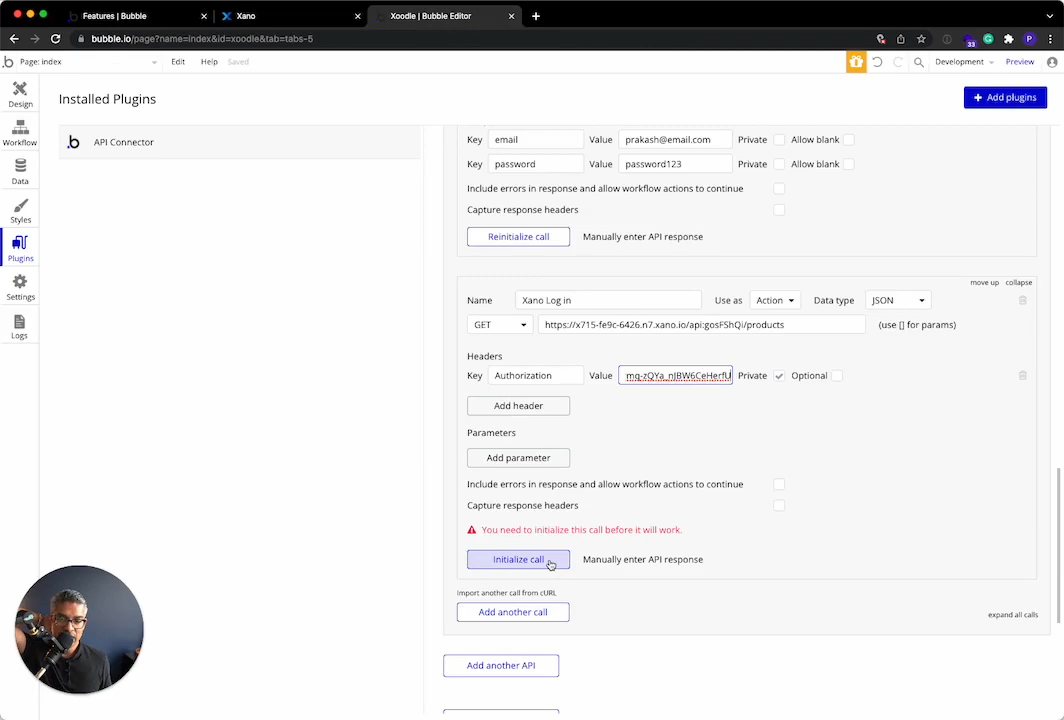 Features | Bubble
Xano
Xoodle | Bubble Editor
bubble.io/page?name=index&id=xoodle&tab=tabs-5
33
P
Page: index
Edit
Help
Saved
Development
Preview
Design
Workflow
Data
Styles
Plugins
Settings
Logs
Installed Plugins
+ Add plugins
API Connector
Key email Value prakash@email.com Private Allow blank
Key password Value password123 Private Allow blank
Include errors in response and allow workflow actions to continue
Capture response headers
Reinitialize call Manually enter API response
move up collapse
Name Xano Log in Use as Action Data type JSON
GET https://x715-fe9c-6426.n7.xano.io/api:gosFShQi/products (use [] for params)
Headers
Key Authorization Value mq-zQYa_nJBW6CeHerfU Private Optional
Add header
Parameters
Add parameter
Include errors in response and allow workflow actions to continue
Capture response headers
You need to initialize this call before it will work.
Initialize call Manually enter API response
Import another call from cURL
Add another call
expand all calls
Add another API